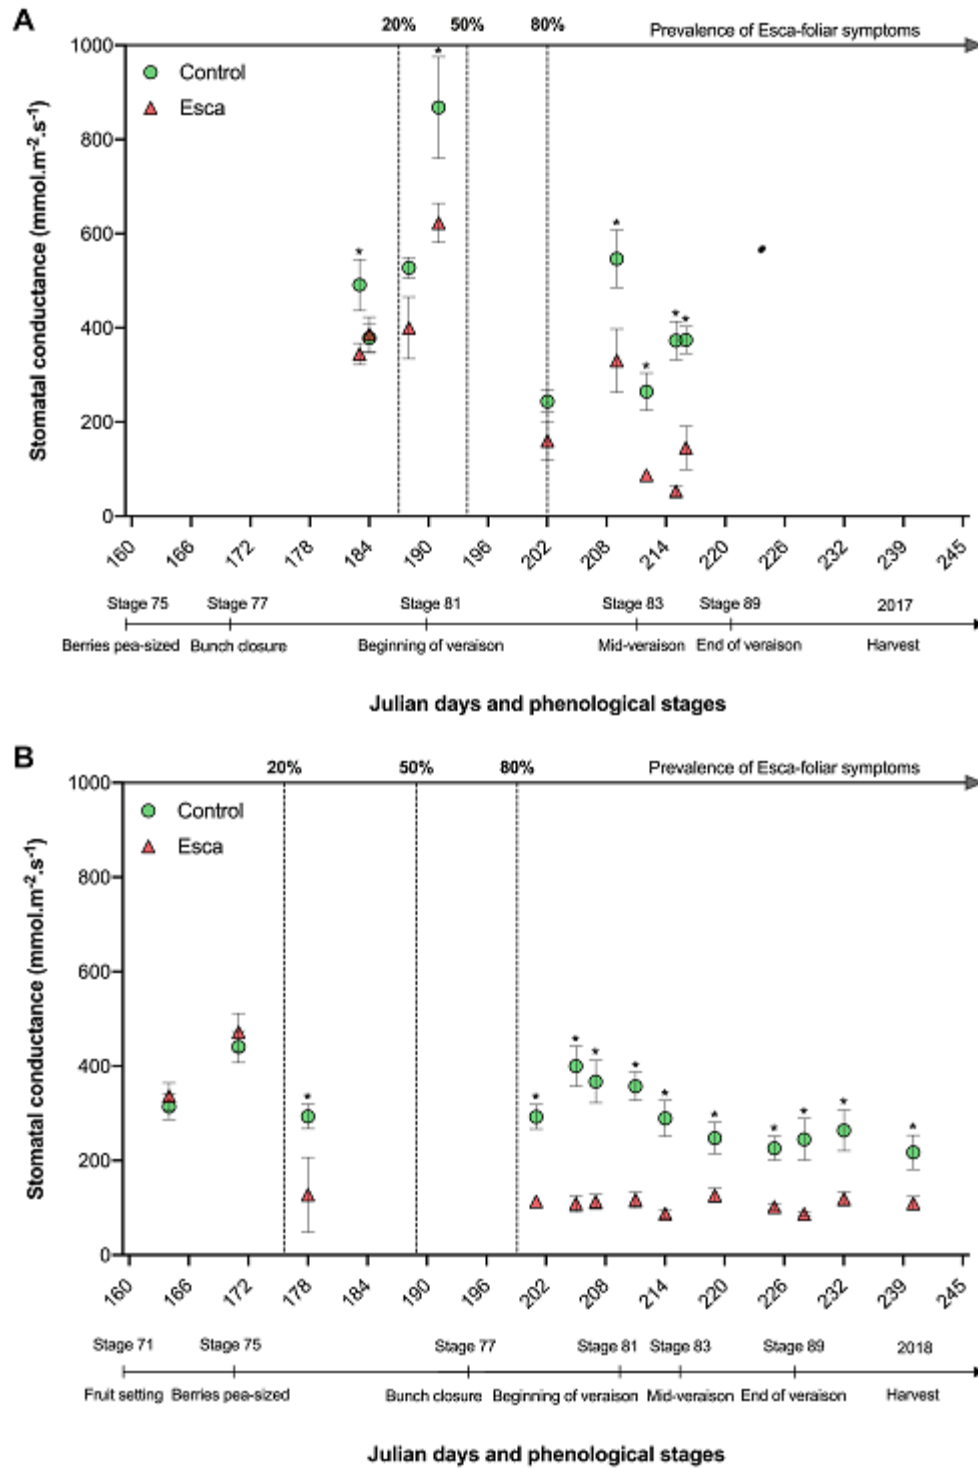 A
20% 50% 80% Prevalence of Esca-foliar symptoms
1000
Control
Esca
800
600
400
200
0
Stomatal conductance (mmol.m⁻².s⁻¹)
* * * * * *
160 166 172 178 184 190 196 202 208 214 220 226 232 239 245
Stage 75 Stage 77 Stage 81 Stage 83 Stage 89 2017
Berries pea-sized Bunch closure Beginning of veraison Mid-veraison End of veraison Harvest
Julian days and phenological stages
B
20% 50% 80% Prevalence of Esca-foliar symptoms
1000
Control
Esca
800
600
400
200
0
Stomatal conductance (mmol.m⁻².s⁻¹)
* * * * * * * * * * *
160 166 172 178 184 190 196 202 208 214 220 226 232 239 245
Stage 71 Stage 75 Stage 77 Stage 81 Stage 83 Stage 89 2018
Fruit setting Berries pea-sized Bunch closure Beginning of veraison Mid-veraison End of veraison Harvest
Julian days and phenological stages